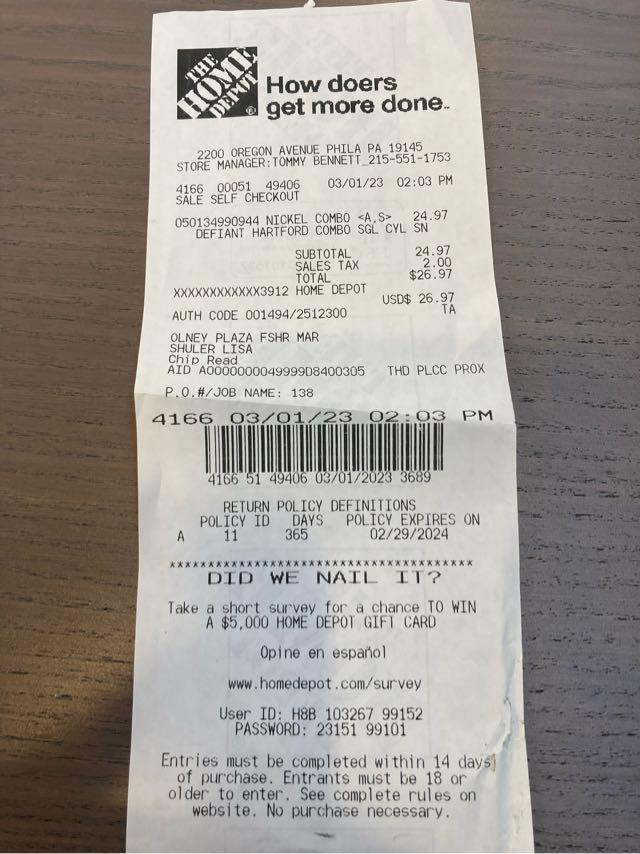 THE
HOME
DEPOT
How doers
get more done™
2200 OREGON AVENUE PHILA PA 19145
STORE MANAGER:TOMMY BENNETT 215-551-1753
4166 00051 49406 03/01/23 02:03 PM
SALE SELF CHECKOUT
050134990944 NICKEL COMBO <A,S> 24.97
DEFIANT HARTFORD COMBO SGL CYL SN
SUBTOTAL 24.97
SALES TAX 2.00
TOTAL $26.97
XXXXXXXXXXXX3912 HOME DEPOT
USD$ 26.97
AUTH CODE 001494/2512300 TA
OLNEY PLAZA FSHR MAR
SHULER LISA
Chip Read
AID A0000000049999D8400305 THD PLCC PROX
P.O.#/JOB NAME: 138
4166 03/01/23 02:03 PM
4166 51 49406 03/01/2023 3689
RETURN POLICY DEFINITIONS
POLICY ID DAYS POLICY EXPIRES ON
A 11 365 02/29/2024
***************************************
DID WE NAIL IT?
Take a short survey for a chance TO WIN
A $5,000 HOME DEPOT GIFT CARD
Opine en español
www.homedepot.com/survey
User ID: H8B 103267 99152
PASSWORD: 23151 99101
Entries must be completed within 14 days
of purchase. Entrants must be 18 or
older to enter. See complete rules on
website. No purchase necessary.